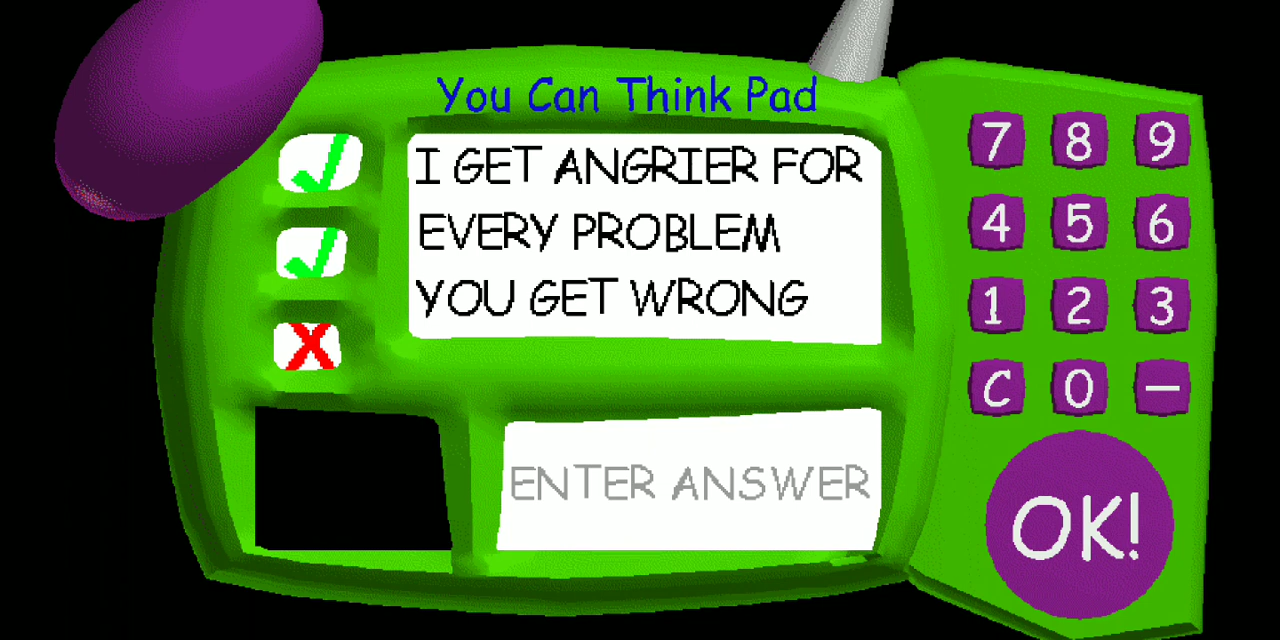 You Can Think Pad
I GET ANGRIER FOR
EVERY PROBLEM
YOU GET WRONG
ENTER ANSWER
7 8 9
4 5 6
1 2 3
C 0 —
OK!